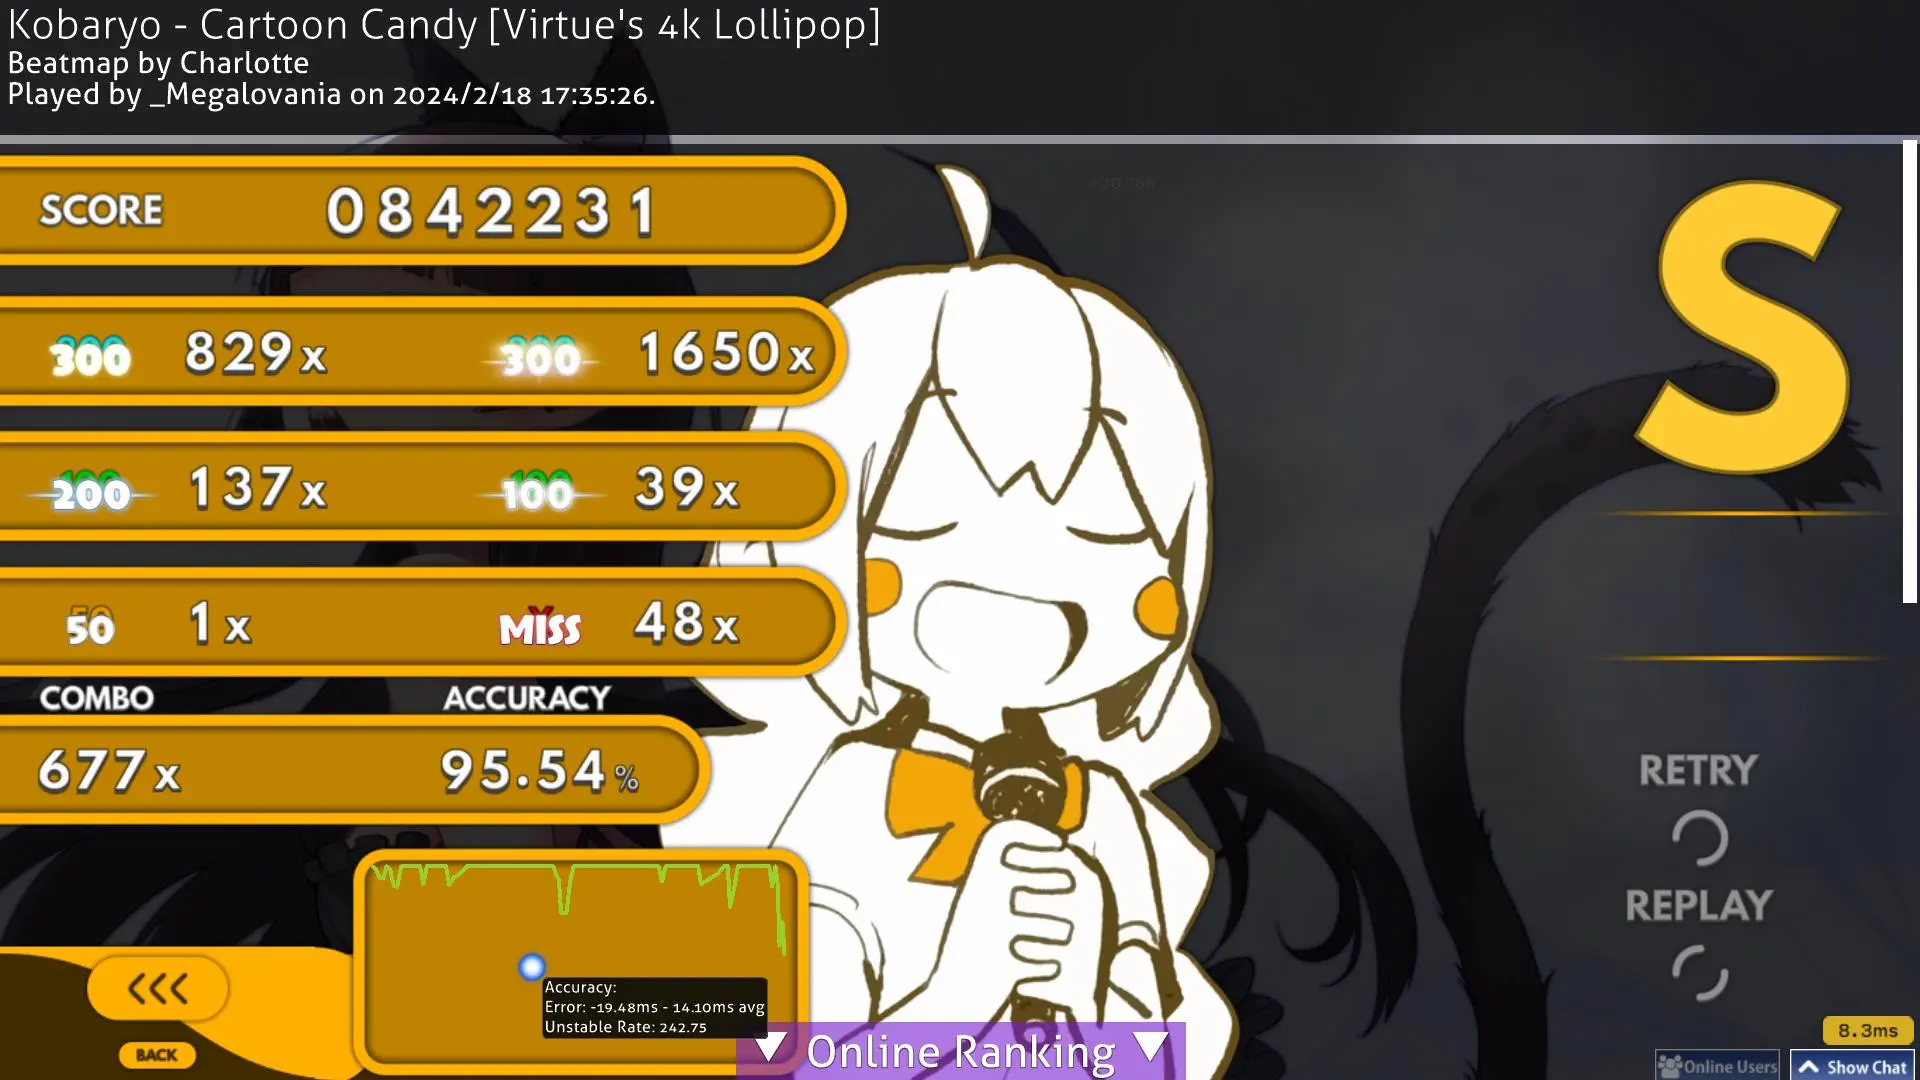 Kobaryo - Cartoon Candy [Virtue's 4k Lollipop]
Beatmap by Charlotte
Played by _Megalovania on 2024/2/18 17:35:26.
SCORE 0842231
300 829x 300 1650x
200 137x 100 39x
50 1x MISS 48x
COMBO ACCURACY
677x 95.54%
RETRY
REPLAY
Accuracy:
Error: -19.48ms - 14.10ms avg
Unstable Rate: 242.75
S
<<<
BACK
Online Ranking
8.3ms
Online Users
Show Chat